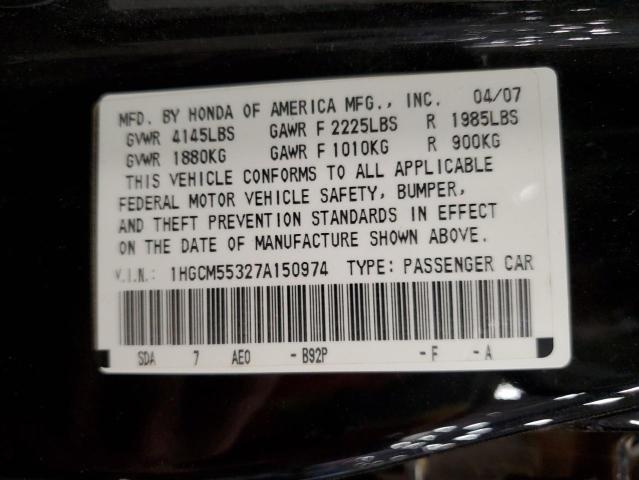 MFD. BY HONDA OF AMERICA MFG., INC. 04/07
GVWR 4145LBS GAWR F 2225LBS R 1985LBS
GVWR 1880KG GAWR F 1010KG R 900KG
THIS VEHICLE CONFORMS TO ALL APPLICABLE
FEDERAL MOTOR VEHICLE SAFETY, BUMPER,
AND THEFT PREVENTION STANDARDS IN EFFECT
ON THE DATE OF MANUFACTURE SHOWN ABOVE.
V.I.N.: 1HGCM55327A150974 TYPE: PASSENGER CAR
SDA 7 AE0 - B92P - F - A